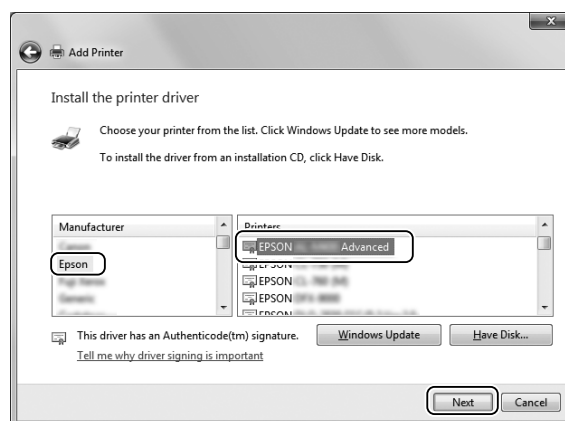 Add Printer
Install the printer driver
Choose your printer from the list. Click Windows Update to see more models.
To install the driver from an installation CD, click Have Disk.
Manufacturer
Epson
Printers
EPSON Advanced
EPSON
EPSON
EPSON
EPSON
This driver has an Authenticode(tm) signature.
Tell me why driver signing is important
Windows Update
Have Disk...
Next
Cancel